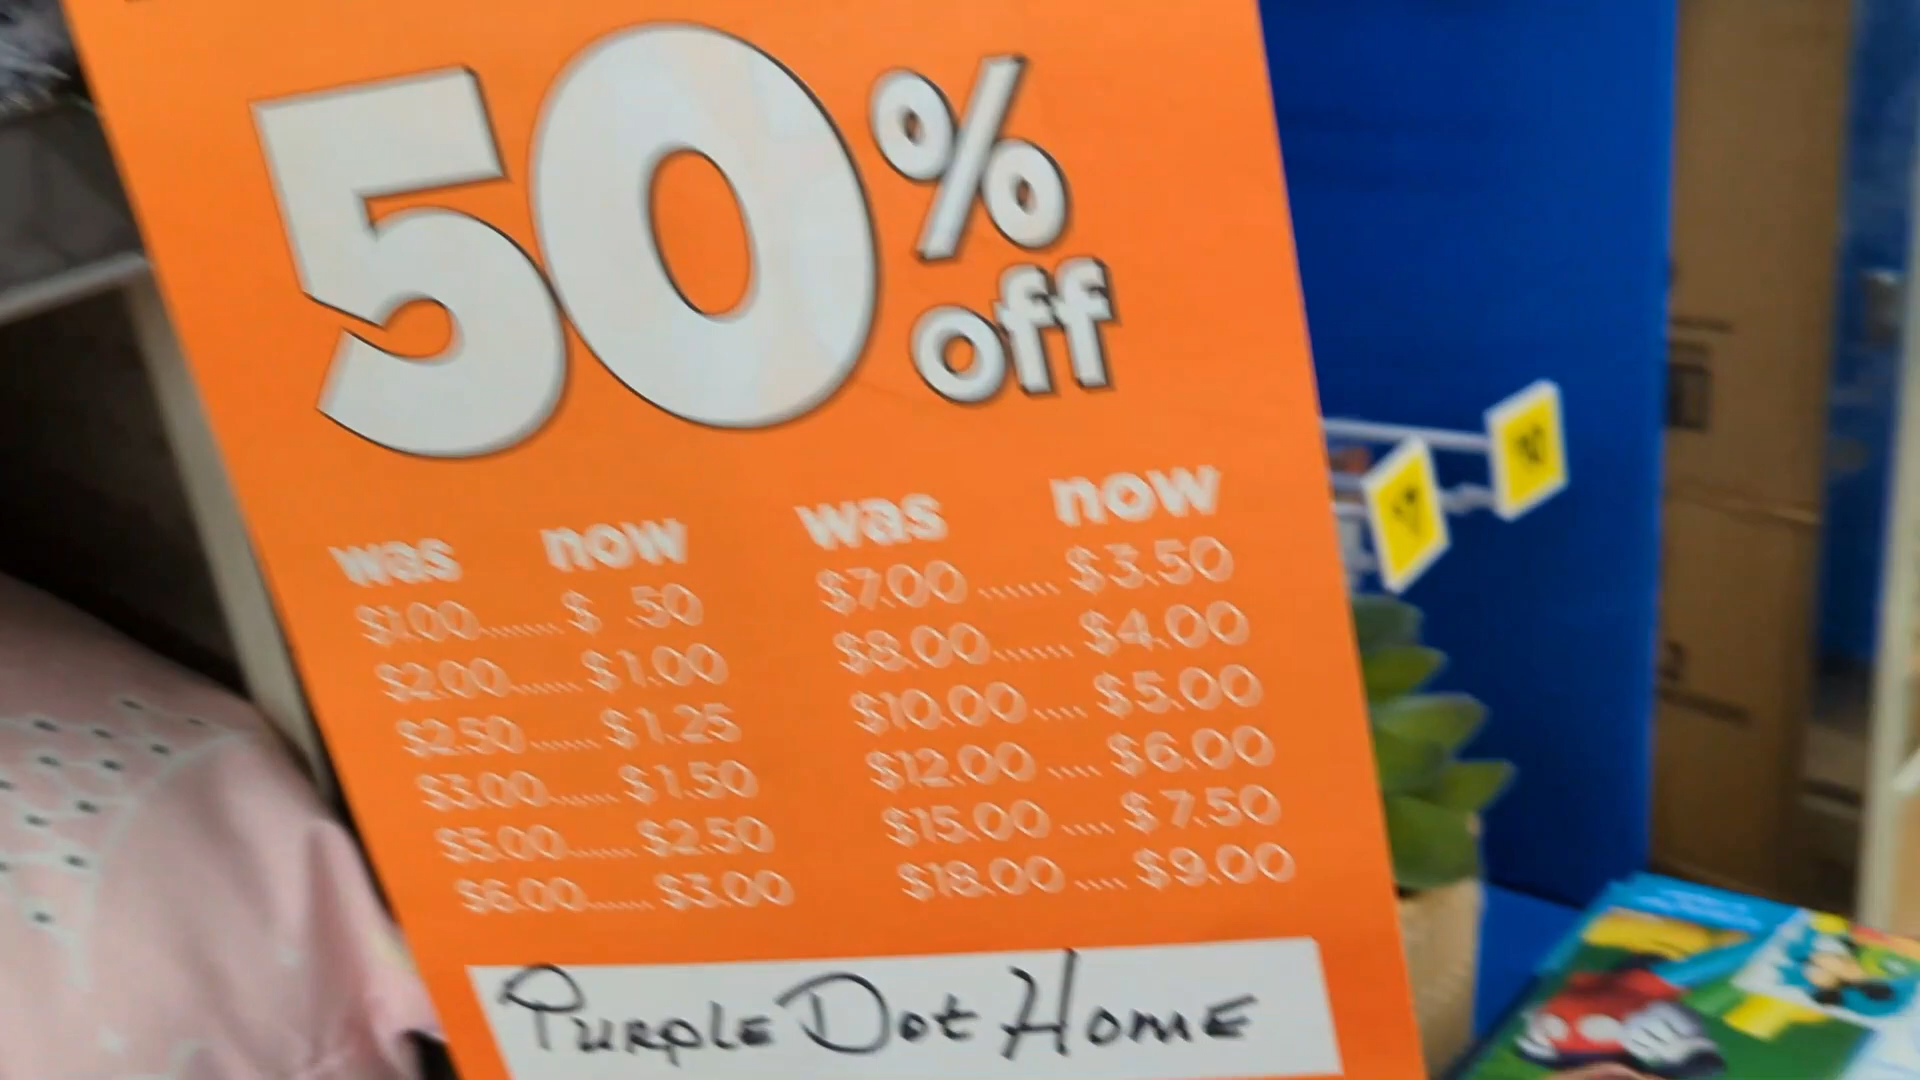 50% off
was now was now
$1.00....... $ .50 $7.00...... $3.50
$2.00...... $1.00 $8.00...... $4.00
$2.50...... $1.25 $10.00.... $5.00
$3.00...... $1.50 $12.00.... $6.00
$5.00...... $2.50 $15.00.... $7.50
$6.00...... $3.00 $18.00.... $9.00
Purple Dot Home